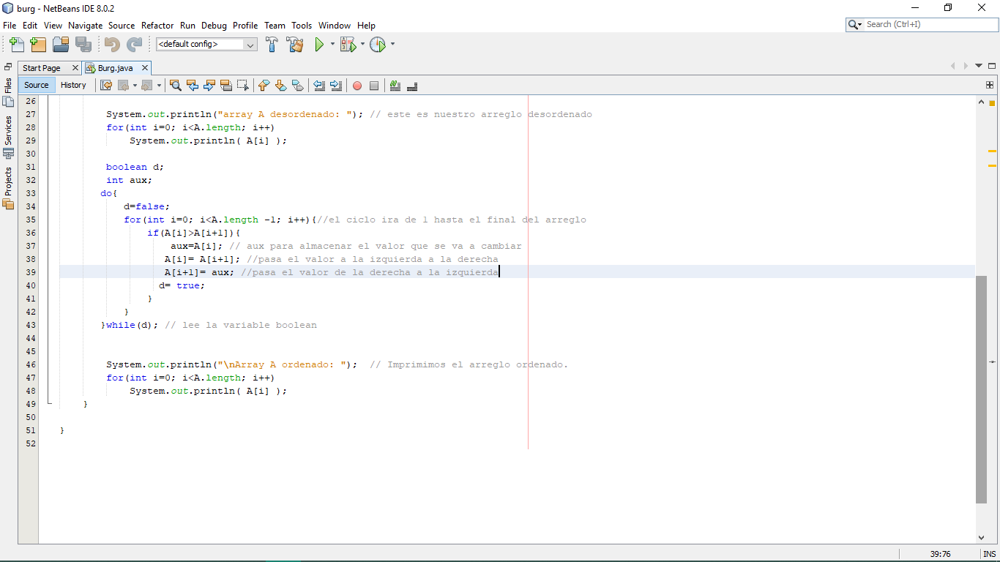 burg - NetBeans IDE 8.0.2
File Edit View Navigate Source Refactor Run Debug Profile Team Tools Window Help
Search (Ctrl+I)
<default config>
Start Page Burg.java
Source History
Files
Services
Projects
26
27 System.out.println("array A desordenado: "); // este es nuestro arreglo desordenado
28 for(int i=0; i<A.length; i++)
29 System.out.println( A[i] );
30
31 boolean d;
32 int aux;
33 do{
34 d=false;
35 for(int i=0; i<A.length -1; i++){//el ciclo ira de 1 hasta el final del arreglo
36 if(A[i]>A[i+1]){
37 aux=A[i]; // aux para almacenar el valor que se va a cambiar
38 A[i]= A[i+1]; //pasa el valor a la izquierda a la derecha
39 A[i+1]= aux; //pasa el valor de la derecha a la izquierda
40 d= true;
41 }
42 }
43 }while(d); // lee la variable boolean
44
45
46 System.out.println("\nArray A ordenado: "); // Imprimimos el arreglo ordenado.
47 for(int i=0; i<A.length; i++)
48 System.out.println( A[i] );
49 }
50
51 }
52
39:76 INS